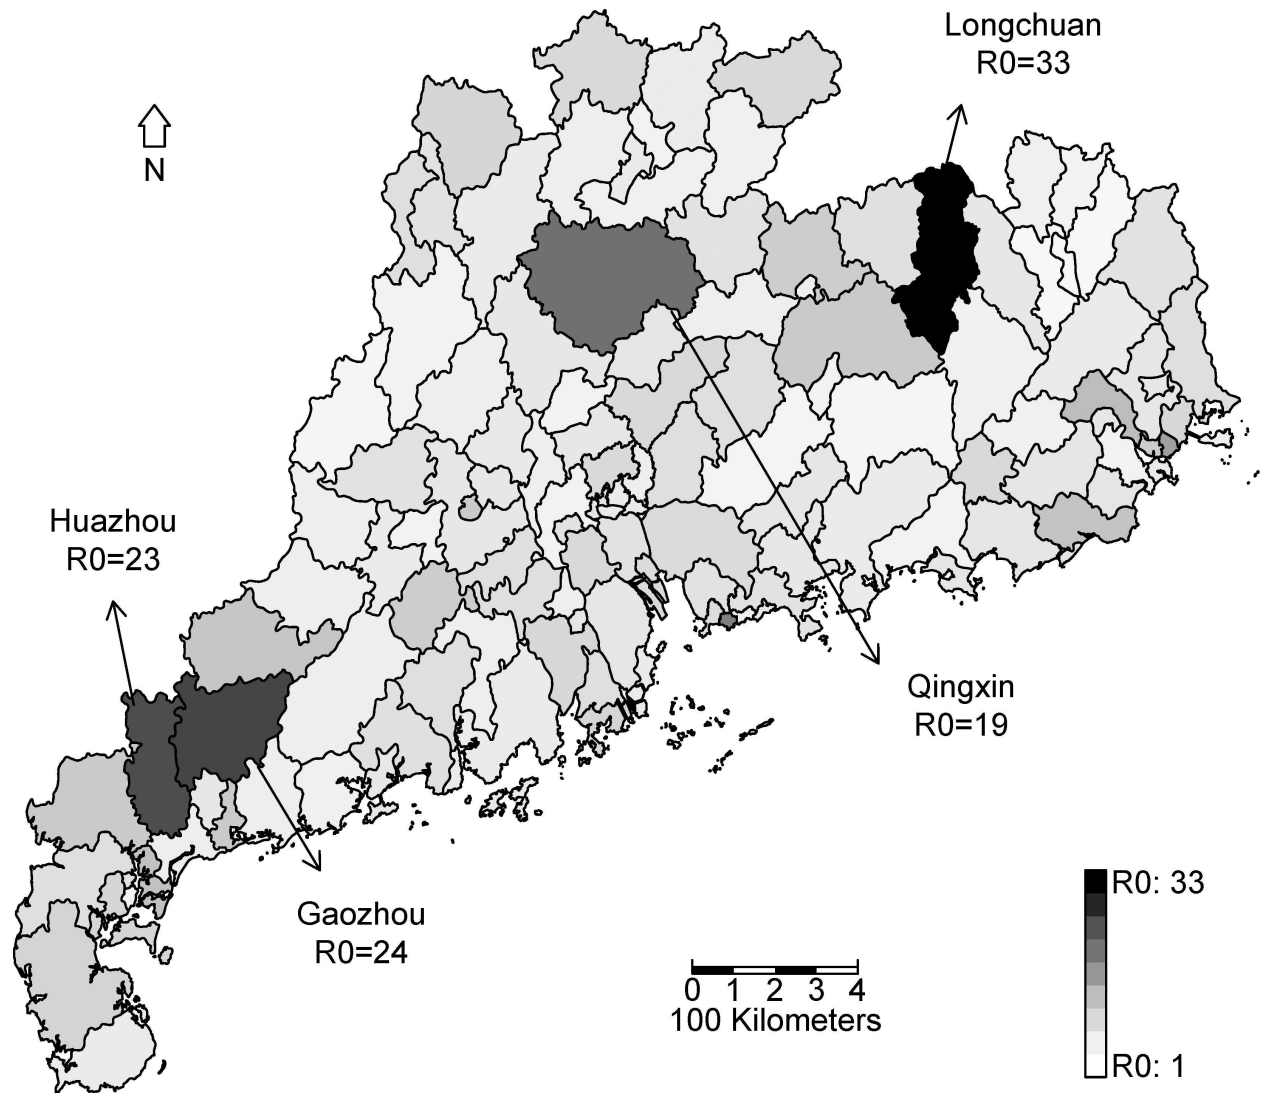 Longchuan
R0=33
N
Huazhou
R0=23
Qingxin
R0=19
Gaozhou
R0=24
R0: 33
0 1 2 3 4
100 Kilometers
R0: 1